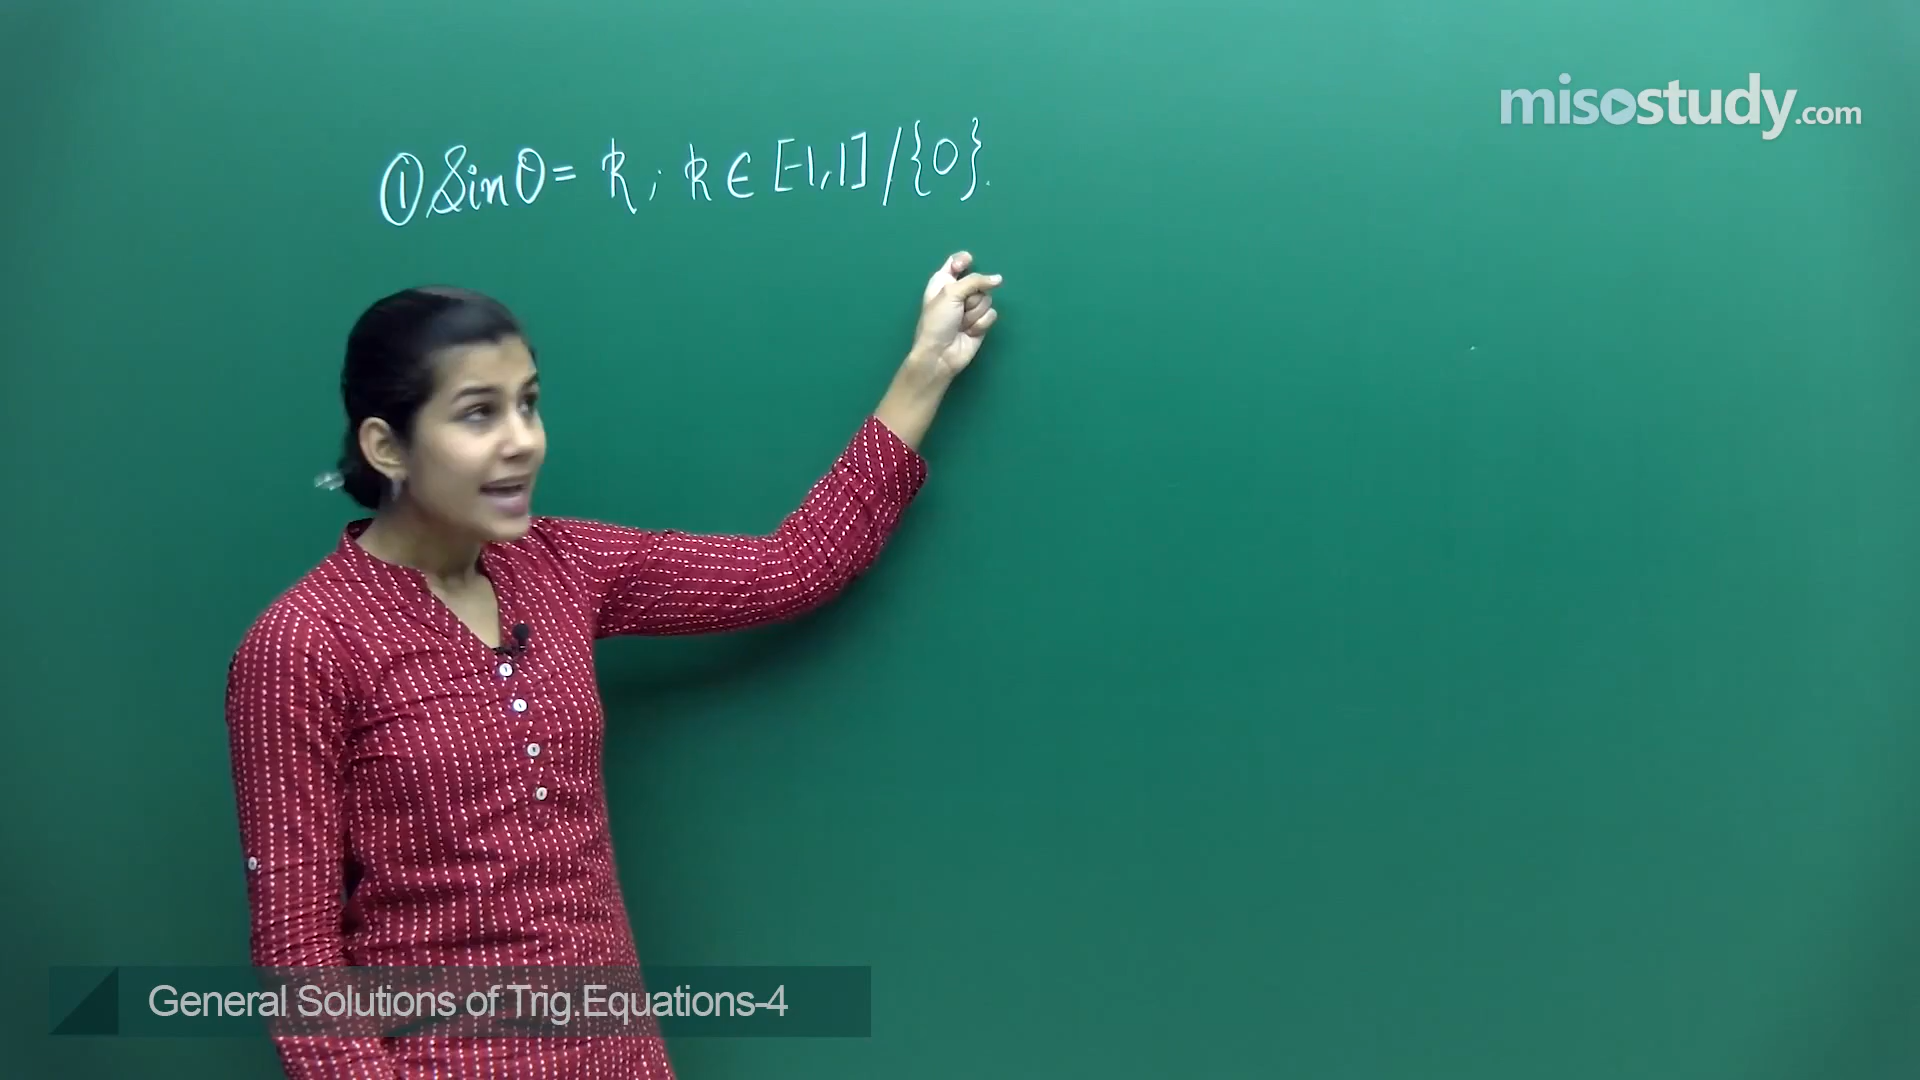 misostudy.com
① Sinθ = k ; k ∈ [-1,1] / {0}.
General Solutions of Trig.Equations-4